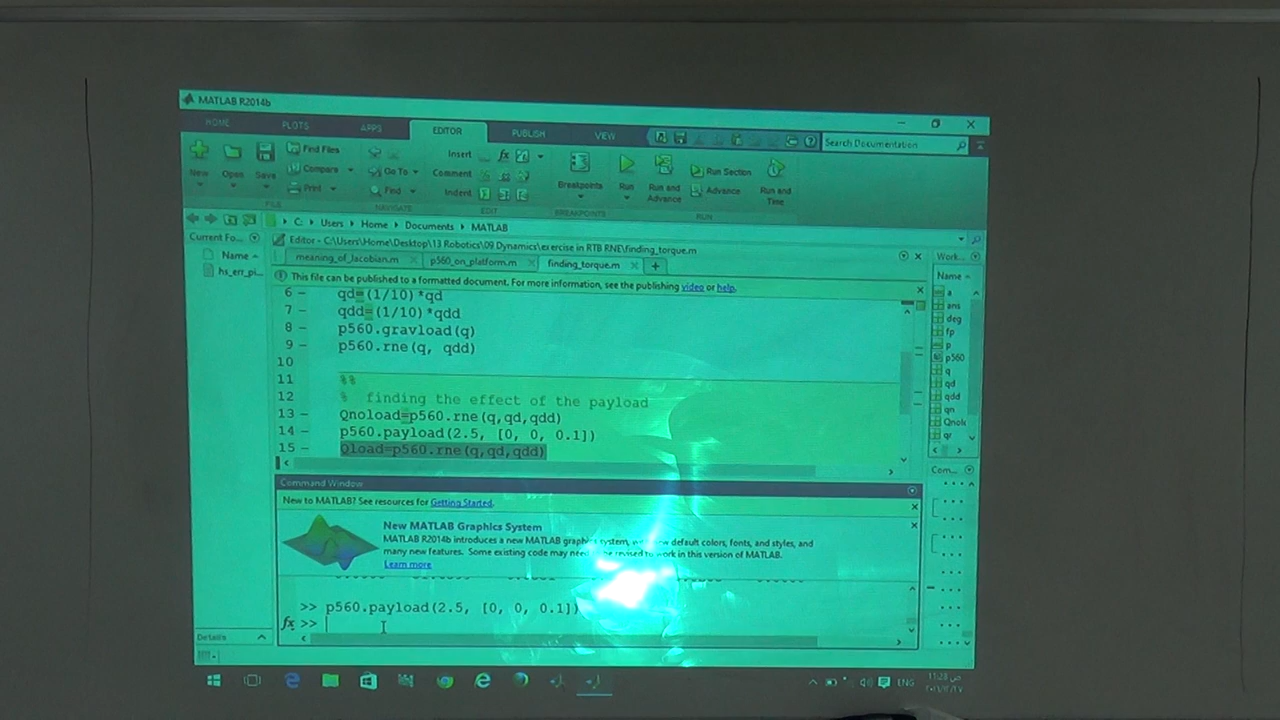 MATLAB R2014b
HOME PLOTS APPS EDITOR PUBLISH VIEW
Search Documentation
New Open Save
Find Files
Compare
Print
Go To
Find
Insert
Comment
Indent
Breakpoints
Run
Run and Advance
Run Section
Advance
Run and Time
FILE NAVIGATE EDIT BREAKPOINTS RUN
C: Users Home Documents MATLAB
Current Fo...
Name
hs_err_pi...
Details
Editor - C:\Users\Home\Desktop\13 Robotics\09 Dynamics\exercise in RTB RNE\finding_torque.m
meaning_of_Jacobian.m p560_on_platform.m finding_torque.m
This file can be published to a formatted document. For more information, see the publishing video or help.
6 - qd=(1/10)*qd
7 - qdd=(1/10)*qdd
8 - p560.gravload(q)
9 - p560.rne(q, qdd)
10
11 %%
12 % finding the effect of the payload
13 - Qnoload=p560.rne(q,qd,qdd)
14 - p560.payload(2.5, [0, 0, 0.1])
15 - Qload=p560.rne(q,qd,qdd)
Work...
Name
a
ans
deg
fp
p
p560
q
qd
qdd
qn
Qnolo
qr
Com...
Command Window
New to MATLAB? See resources for Getting Started.
New MATLAB Graphics System
MATLAB R2014b introduces a new MATLAB graphics system, new default colors, fonts, and styles, and
many new features. Some existing code may need to be revised to work in this version of MATLAB.
Learn more
>> p560.payload(2.5, [0, 0, 0.1])
fx >>
ENG
11:28 ص